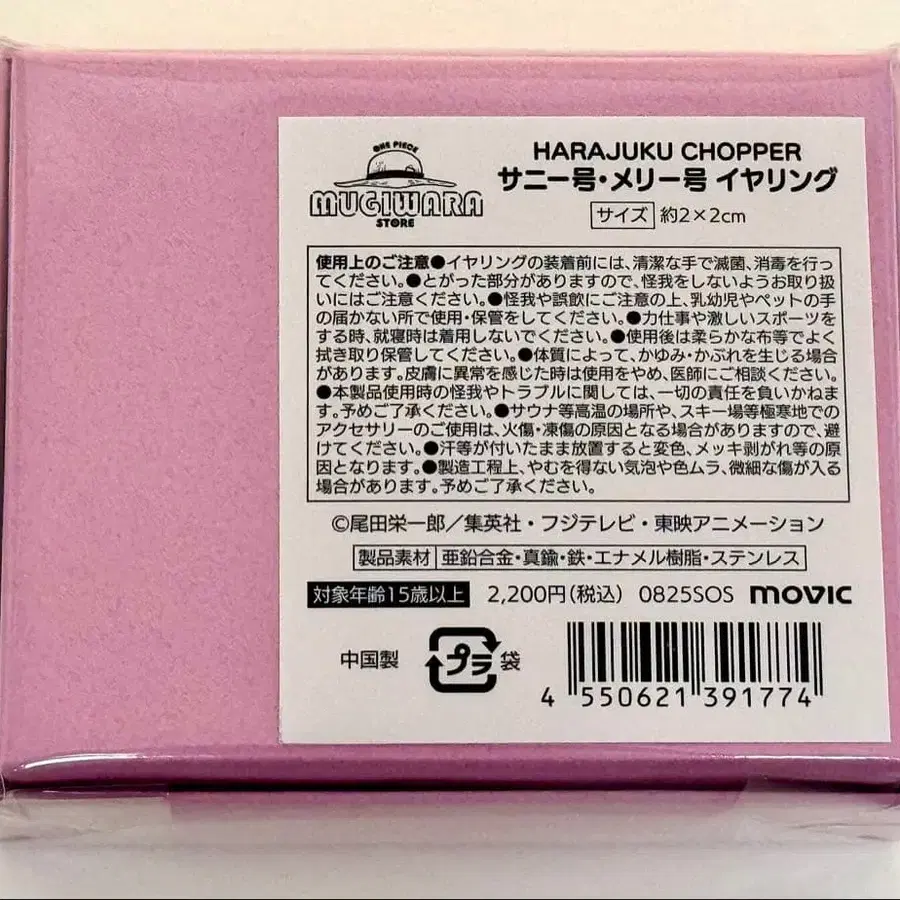 ONE PIECE
MUGIWARA
STORE
HARAJUKU CHOPPER
サニー号・メリー号 イヤリング
サイズ 約2×2cm
使用上のご注意●イヤリングの装着前には、清潔な手で滅菌、消毒を行っ
てください。●とがった部分がありますので、怪我をしないようお取り扱
いにはご注意ください。●怪我や誤飲にご注意の上、乳幼児やペットの手
の届かない所で使用・保管をしてください。●力仕事や激しいスポーツを
する時、就寝時は着用しないでください。●使用後は柔らかな布等でよく
拭き取り保管してください。●体質によって、かゆみ・かぶれを生じる場合
があります。皮膚に異常を感じた時は使用をやめ、医師にご相談ください。
●本製品使用時の怪我やトラブルに関しては、一切の責任を負いかねま
す。予めご了承ください。●サウナ等高温の場所や、スキー場等極寒地での
アクセサリーのご使用は、火傷・凍傷の原因となる場合がありますので、避
けてください。●汗等が付いたまま放置すると変色、メッキ剥がれ等の原
因となります。●製造工程上、やむを得ない気泡や色ムラ、微細な傷が入る
場合があります。予めご了承ください。
©尾田栄一郎／集英社・フジテレビ・東映アニメーション
製品素材 亜鉛合金・真鍮・鉄・エナメル樹脂・ステンレス
対象年齢15歳以上 2,200円(税込) 0825SOS movic
中国製 プラ 袋
4 550621 391774